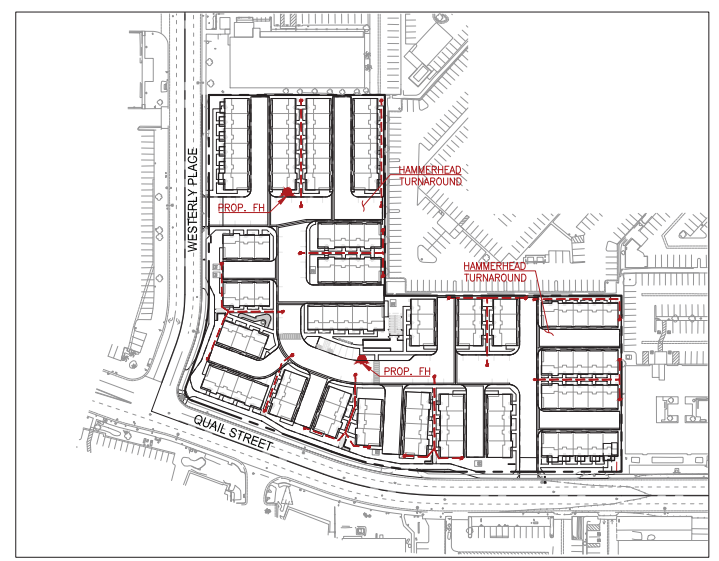 WESTERLY PLACE
HAMMERHEAD
TURNAROUND
PROP. FH
HAMMERHEAD
TURNAROUND
PROP. FH
QUAIL STREET